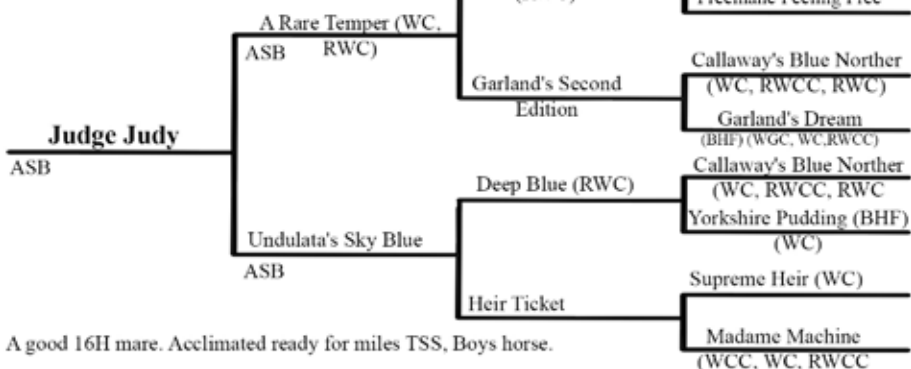 A Rare Temper (WC,
RWC)
ASB
Callaway's Blue Norther
(WC, RWCC, RWC)
Garland's Second
Edition
Garland's Dream
(BHF) (WGC, WC,RWCC)
Judge Judy
ASB
Callaway's Blue Norther
(WC, RWCC, RWC
Deep Blue (RWC)
Yorkshire Pudding (BHF)
(WC)
Undulata's Sky Blue
ASB
Supreme Heir (WC)
Heir Ticket
Madame Machine
(WCC, WC, RWCC
A good 16H mare. Acclimated ready for miles TSS, Boys horse.